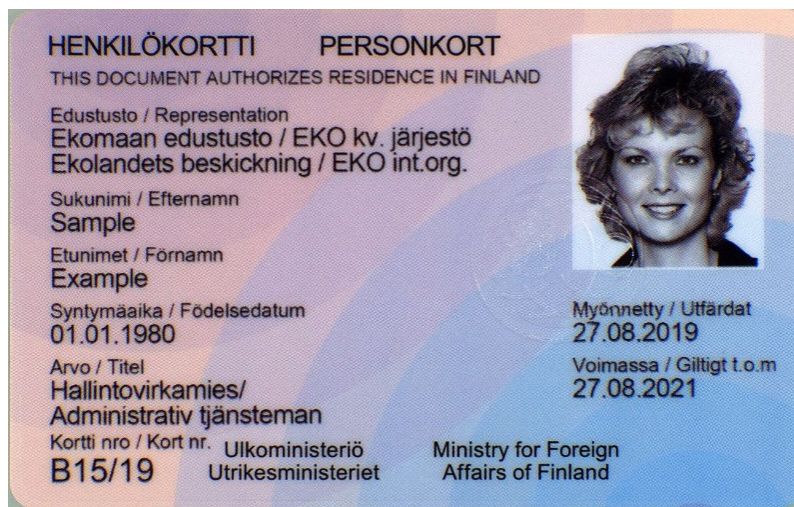 HENKILÖKORTTI PERSONKORT
THIS DOCUMENT AUTHORIZES RESIDENCE IN FINLAND
Edustusto / Representation
Ekomaan edustusto / EKO kv. järjestö
Ekolandets beskickning / EKO int.org.
Sukunimi / Efternamn
Sample
Etunimet / Förnamn
Example
Syntymäaika / Födelsedatum
01.01.1980
Arvo / Titel
Hallintovirkamies/
Administrativ tjänsteman
Kortti nro / Kort nr.
B15/19
Myönnetty / Utfärdat
27.08.2019
Voimassa / Giltigt t.o.m
27.08.2021
Ulkoministeriö
Utrikesministeriet
Ministry for Foreign
Affairs of Finland